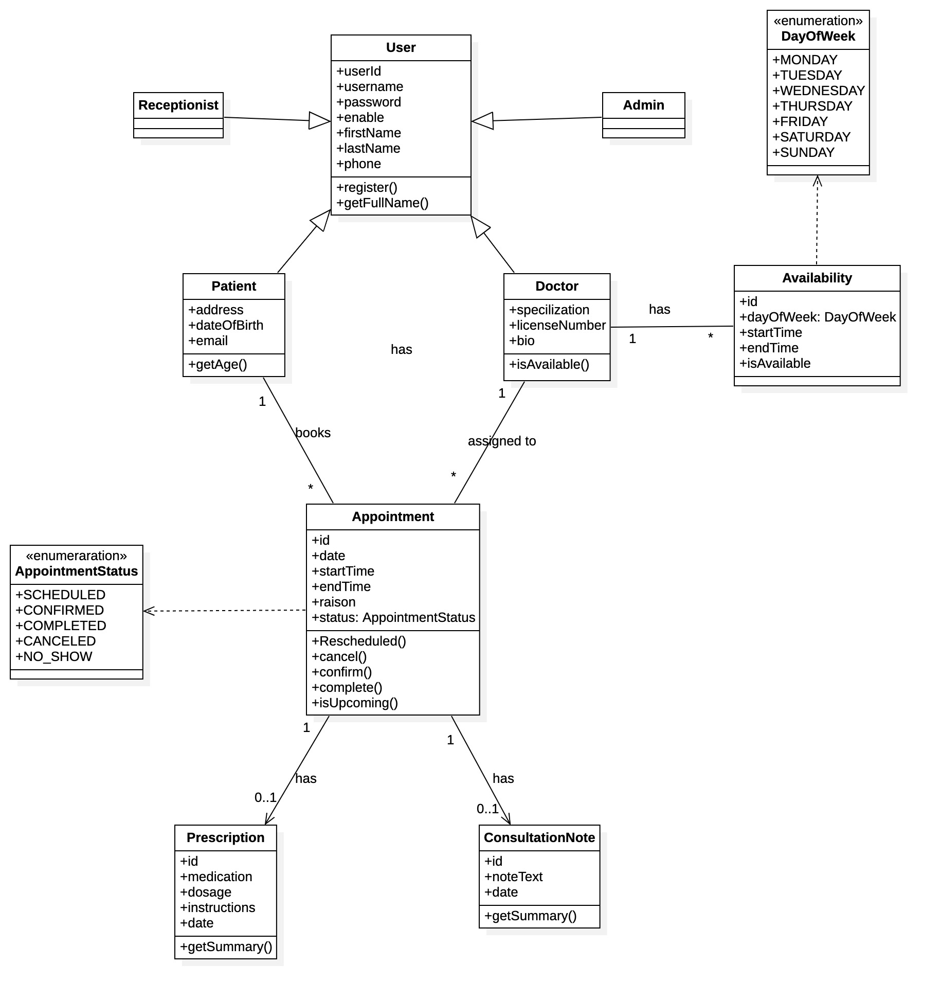 «enumeration»
DayOfWeek
+MONDAY
+TUESDAY
+WEDNESDAY
+THURSDAY
+FRIDAY
+SATURDAY
+SUNDAY
User
+userId
+username
+password
+enable
+firstName
+lastName
+phone
+register()
+getFullName()
Receptionist
Admin
Patient
+address
+dateOfBirth
+email
+getAge()
has
Doctor
+specilization
+licenseNumber
+bio
+isAvailable()
has
1
*
Availability
+id
+dayOfWeek: DayOfWeek
+startTime
+endTime
+isAvailable
1
books
*
1
assigned to
*
Appointment
+id
+date
+startTime
+endTime
+raison
+status: AppointmentStatus
+Rescheduled()
+cancel()
+confirm()
+complete()
+isUpcoming()
«enumeraration»
AppointmentStatus
+SCHEDULED
+CONFIRMED
+COMPLETED
+CANCELED
+NO_SHOW
1
has
0..1
1
has
0..1
Prescription
+id
+medication
+dosage
+instructions
+date
+getSummary()
ConsultationNote
+id
+noteText
+date
+getSummary()